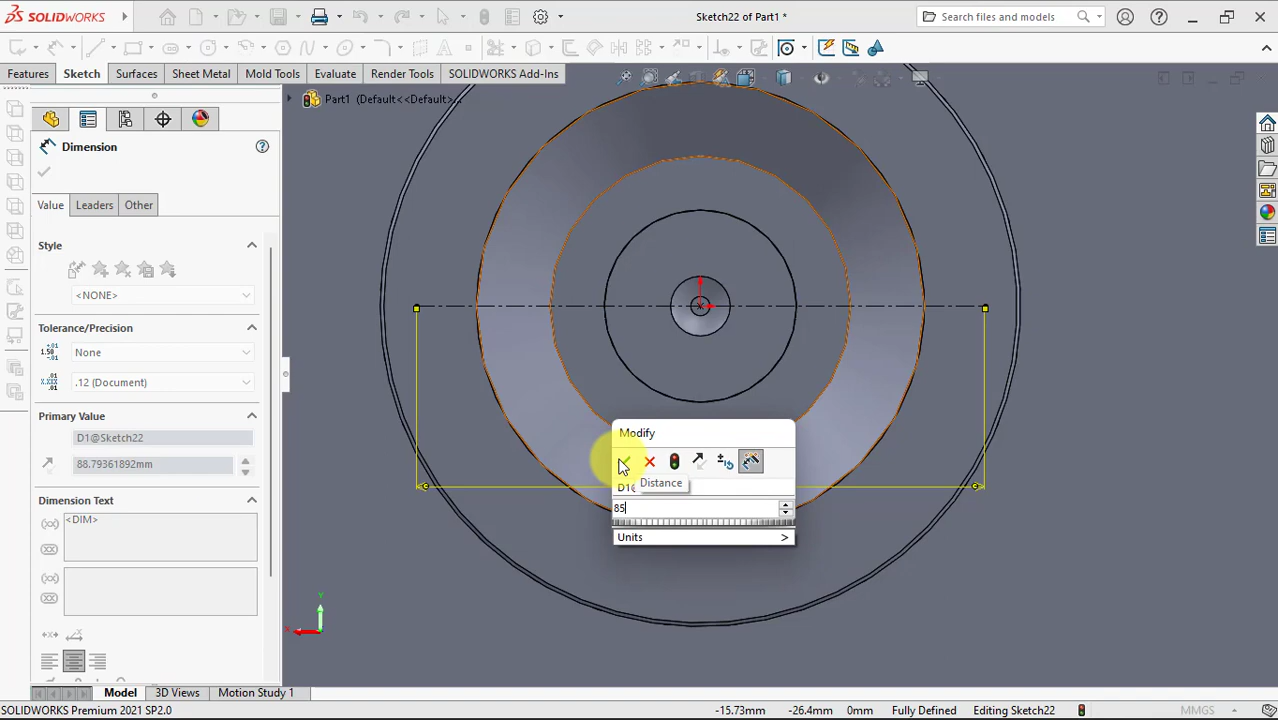 SOLIDWORKS
Sketch22 of Part1 *
Search files and models
Features
Sketch
Surfaces
Sheet Metal
Mold Tools
Evaluate
Render Tools
SOLIDWORKS Add-Ins
Part1 (Default<<Default>...
Dimension
Value
Leaders
Other
Style
<NONE>
Tolerance/Precision
None
.12 (Document)
Primary Value
D1@Sketch22
88.79361892mm
Dimension Text
<DIM>
Modify
Distance
85
Units
Model
3D Views
Motion Study 1
SOLIDWORKS Premium 2021 SP2.0
-15.73mm
-26.4mm
0mm
Fully Defined
Editing Sketch22
MMGS